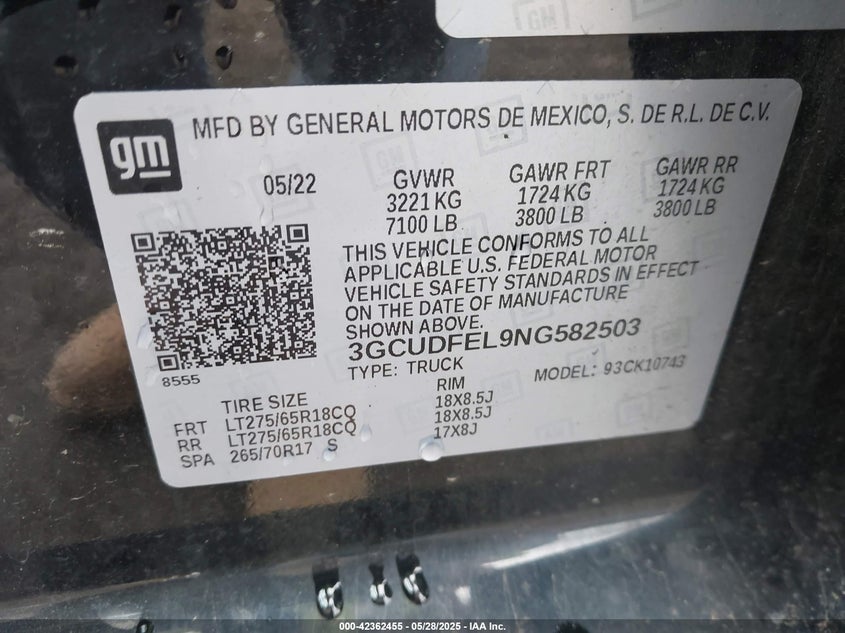 gm
MFD BY GENERAL MOTORS DE MEXICO, S. DE R.L. DE C.V.
05/22
GVWR
3221 KG
7100 LB
GAWR FRT
1724 KG
3800 LB
GAWR RR
1724 KG
3800 LB
THIS VEHICLE CONFORMS TO ALL
APPLICABLE U.S. FEDERAL MOTOR
VEHICLE SAFETY STANDARDS IN EFFECT
ON THE DATE OF MANUFACTURE
SHOWN ABOVE.
3GCUDFEL9NG582503
TYPE: TRUCK
MODEL: 93CK10743
8555
TIRE SIZE RIM
FRT LT275/65R18CQ 18X8.5J
RR LT275/65R18CQ 18X8.5J
SPA 265/70R17 S 17X8J
000-42362455 - 05/28/2025 - IAA Inc.